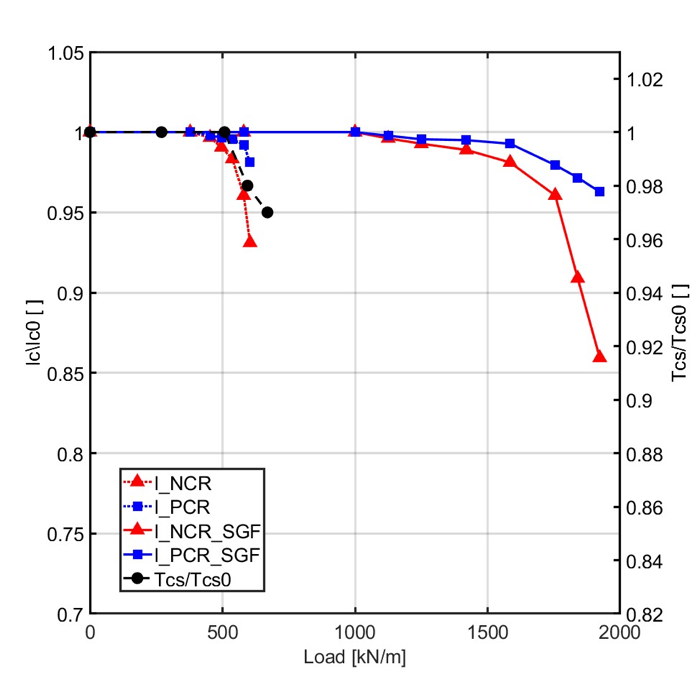 1.05
1
0.95
0.9
0.85
0.8
0.75
0.7
Ic\Ic0 [ ]
1.02
1
0.98
0.96
0.94
0.92
0.9
0.88
0.86
0.84
0.82
Tcs/Tcs0 [ ]
I_NCR
I_PCR
I_NCR_SGF
I_PCR_SGF
Tcs/Tcs0
0 500 1000 1500 2000
Load [kN/m]